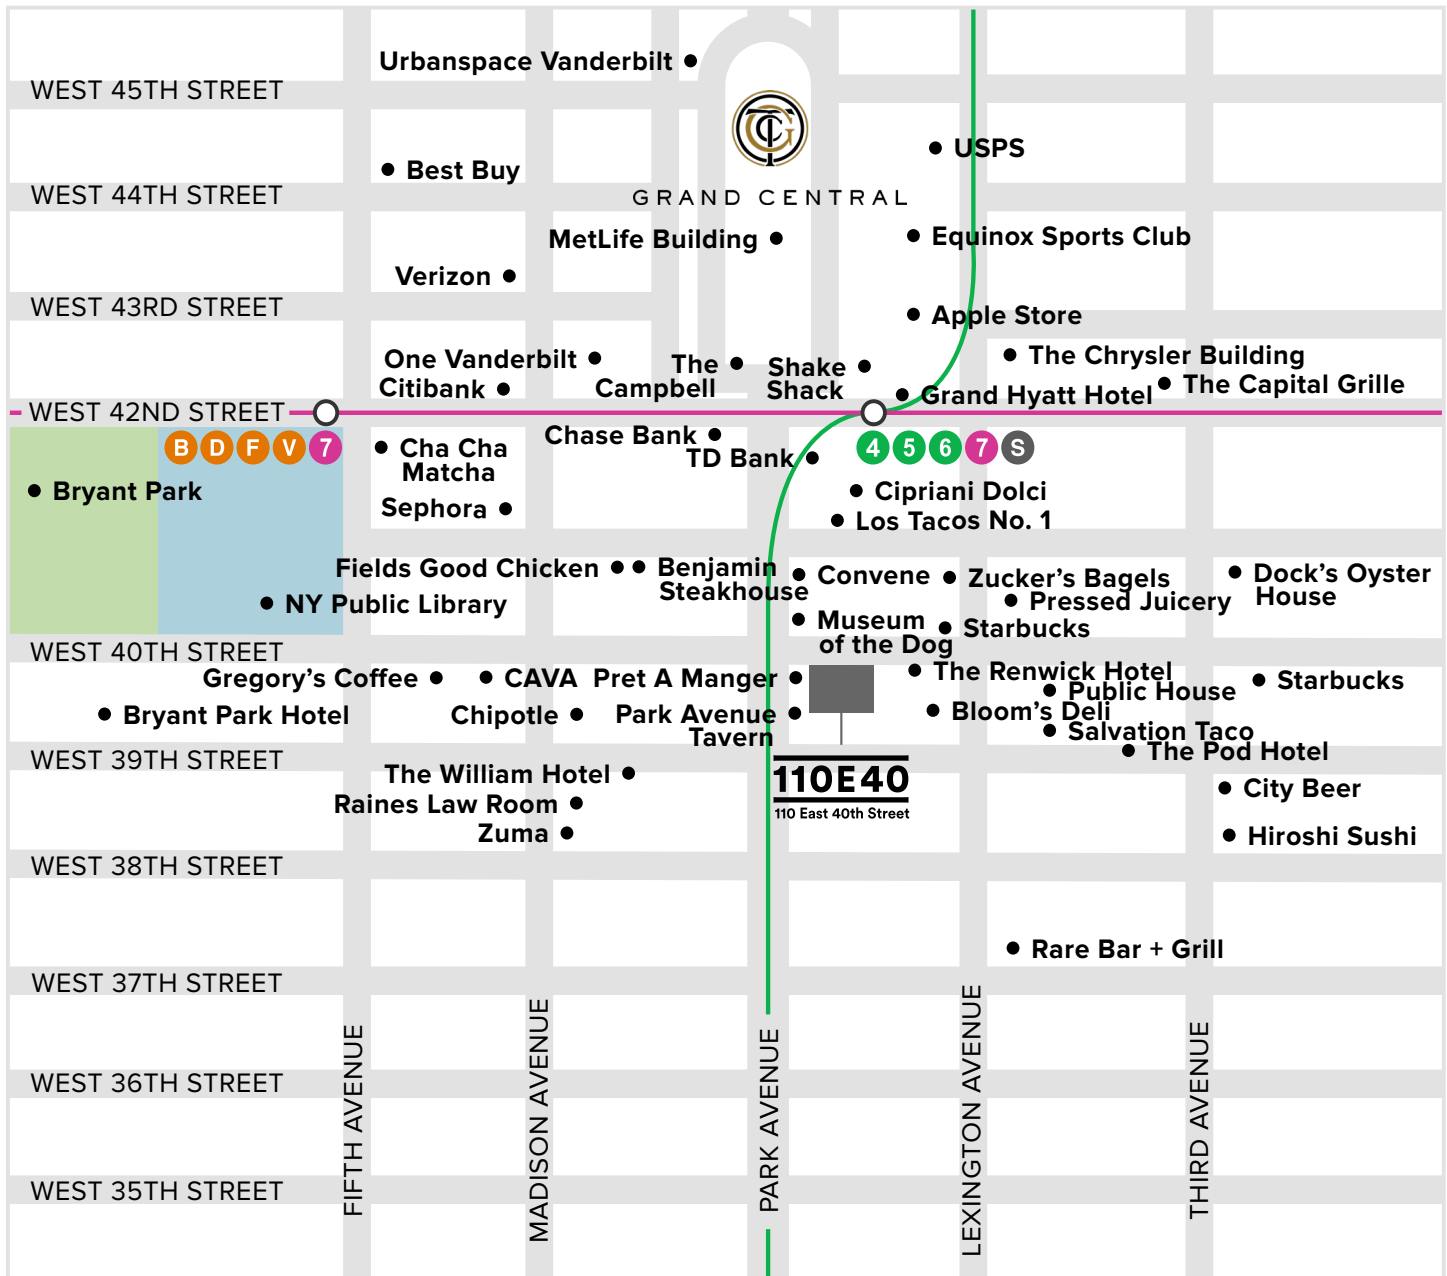 Urbanspace Vanderbilt
WEST 45TH STREET
TCG
USPS
Best Buy
WEST 44TH STREET
GRAND CENTRAL
MetLife Building
Equinox Sports Club
Verizon
WEST 43RD STREET
Apple Store
One Vanderbilt
The
Campbell
Shake
Shack
The Chrysler Building
Citibank
Grand Hyatt Hotel
The Capital Grille
WEST 42ND STREET
B D F V 7
Cha Cha
Matcha
Chase Bank
TD Bank
4 5 6 7 S
Bryant Park
Sephora
Cipriani Dolci
Los Tacos No. 1
Fields Good Chicken
Benjamin
Steakhouse
Convene
Zucker's Bagels
Dock's Oyster
House
NY Public Library
Pressed Juicery
Museum
of the Dog
Starbucks
WEST 40TH STREET
Gregory's Coffee
CAVA
Pret A Manger
The Renwick Hotel
Public House
Starbucks
Bryant Park Hotel
Chipotle
Park Avenue
Tavern
Bloom's Deli
Salvation Taco
WEST 39TH STREET
The Pod Hotel
The William Hotel
110E40
110 East 40th Street
City Beer
Raines Law Room
Zuma
Hiroshi Sushi
WEST 38TH STREET
Rare Bar + Grill
WEST 37TH STREET
WEST 36TH STREET
WEST 35TH STREET
FIFTH AVENUE
MADISON AVENUE
PARK AVENUE
LEXINGTON AVENUE
THIRD AVENUE